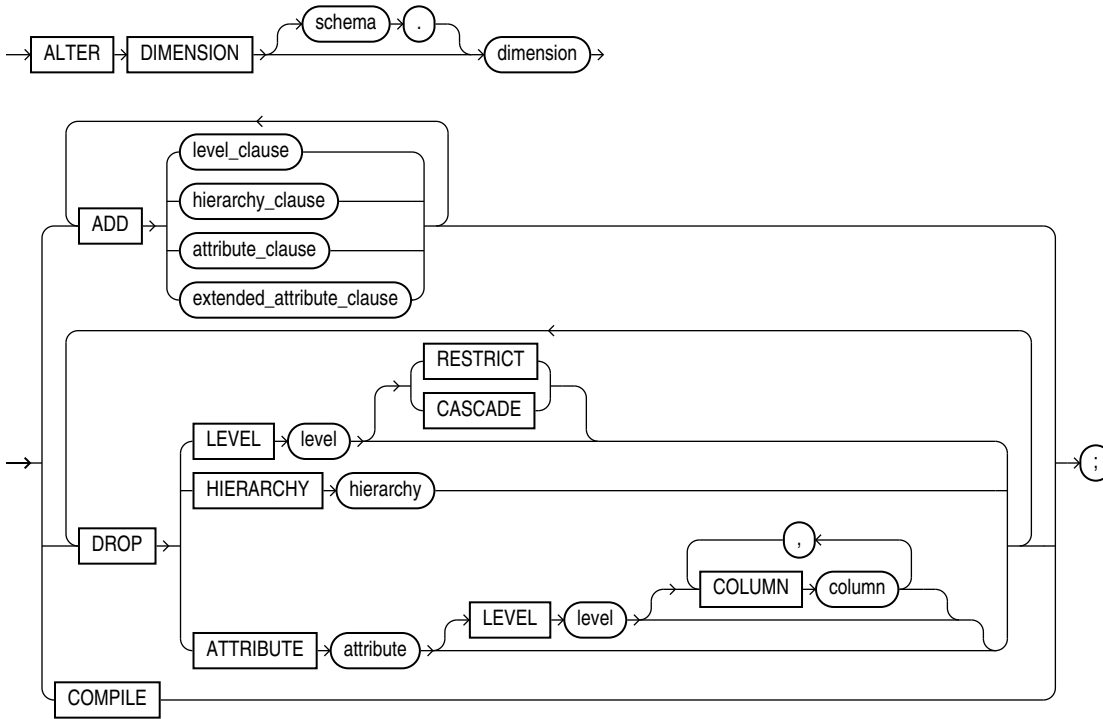 schema .
ALTER DIMENSION dimension
level_clause
hierarchy_clause
ADD
attribute_clause
extended_attribute_clause
RESTRICT
CASCADE
LEVEL level
;
HIERARCHY hierarchy
DROP
,
COLUMN column
LEVEL level
ATTRIBUTE attribute
COMPILE